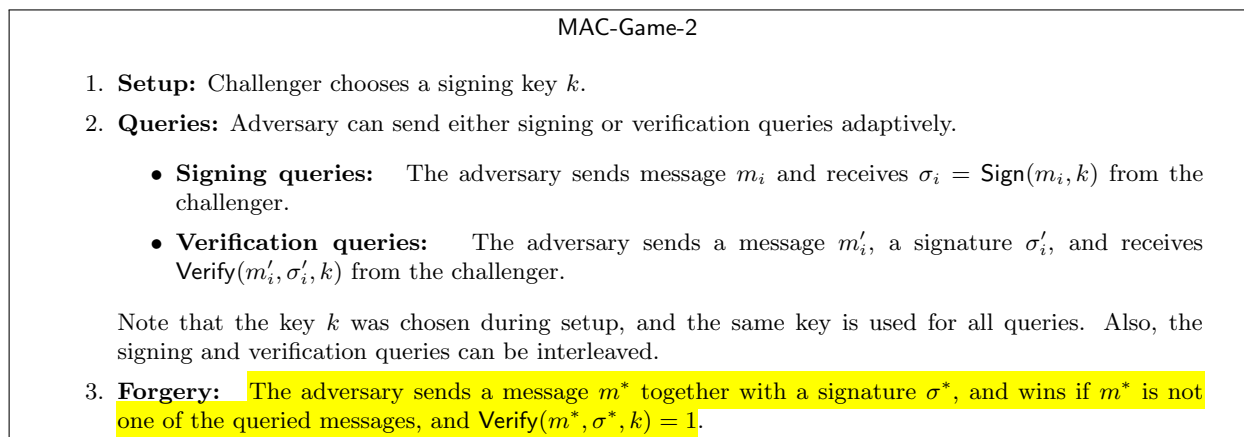 MAC-Game-2
1. Setup: Challenger chooses a signing key k.
2. Queries: Adversary can send either signing or verification queries adaptively.
• Signing queries: The adversary sends message m_i and receives σ_i = Sign(m_i, k) from the
challenger.
• Verification queries: The adversary sends a message m′_i, a signature σ′_i, and receives
Verify(m′_i, σ′_i, k) from the challenger.
Note that the key k was chosen during setup, and the same key is used for all queries. Also, the
signing and verification queries can be interleaved.
3. Forgery: The adversary sends a message m* together with a signature σ*, and wins if m* is not
one of the queried messages, and Verify(m*, σ*, k) = 1.